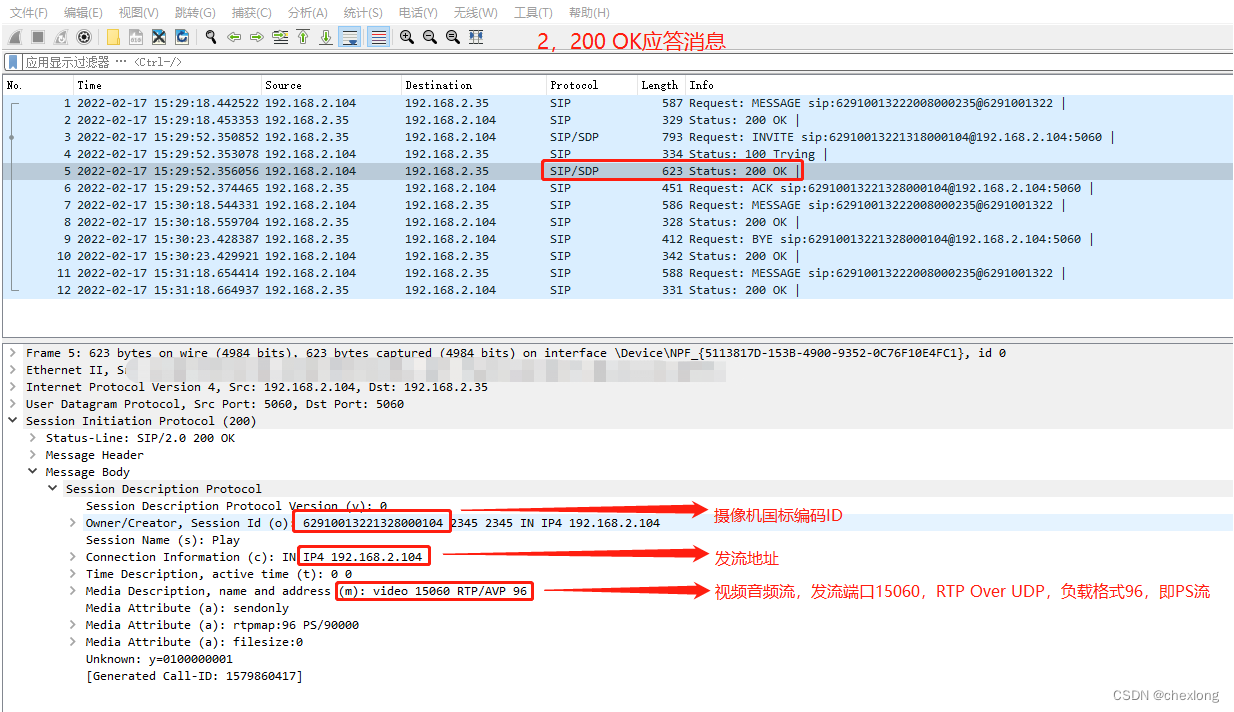 文件(F) 编辑(E) 视图(V) 跳转(G) 捕获(C) 分析(A) 统计(S) 电话(Y) 无线(W) 工具(T) 帮助(H)
2，200 OK应答消息
应用显示过滤器 … <Ctrl-/>
No. Time Source Destination Protocol Length Info
1 2022-02-17 15:29:18.442522 192.168.2.104 192.168.2.35 SIP 587 Request: MESSAGE sip:62910013222008000235@6291001322 |
2 2022-02-17 15:29:18.453353 192.168.2.35 192.168.2.104 SIP 329 Status: 200 OK |
3 2022-02-17 15:29:52.350852 192.168.2.35 192.168.2.104 SIP/SDP 793 Request: INVITE sip:62910013221318000104@192.168.2.104:5060 |
4 2022-02-17 15:29:52.353078 192.168.2.104 192.168.2.35 SIP 334 Status: 100 Trying |
5 2022-02-17 15:29:52.356056 192.168.2.104 192.168.2.35 SIP/SDP 623 Status: 200 OK |
6 2022-02-17 15:29:52.374465 192.168.2.35 192.168.2.104 SIP 451 Request: ACK sip:62910013221328000104@192.168.2.104:5060 |
7 2022-02-17 15:30:18.544331 192.168.2.104 192.168.2.35 SIP 586 Request: MESSAGE sip:62910013222008000235@6291001322 |
8 2022-02-17 15:30:18.559704 192.168.2.35 192.168.2.104 SIP 328 Status: 200 OK |
9 2022-02-17 15:30:23.428387 192.168.2.35 192.168.2.104 SIP 412 Request: BYE sip:62910013221328000104@192.168.2.104:5060 |
10 2022-02-17 15:30:23.429921 192.168.2.104 192.168.2.35 SIP 342 Status: 200 OK |
11 2022-02-17 15:31:18.654414 192.168.2.104 192.168.2.35 SIP 588 Request: MESSAGE sip:62910013222008000235@6291001322 |
12 2022-02-17 15:31:18.664937 192.168.2.35 192.168.2.104 SIP 331 Status: 200 OK |
Frame 5: 623 bytes on wire (4984 bits), 623 bytes captured (4984 bits) on interface \Device\NPF_{5113817D-153B-4900-9352-0C76F10E4FC1}, id 0
Ethernet II,
Internet Protocol Version 4, Src: 192.168.2.104, Dst: 192.168.2.35
User Datagram Protocol, Src Port: 5060, Dst Port: 5060
Session Initiation Protocol (200)
Status-Line: SIP/2.0 200 OK
Message Header
Message Body
Session Description Protocol
Session Description Protocol Version (v): 0
Owner/Creator, Session Id (o): 62910013221328000104 2345 2345 IN IP4 192.168.2.104
摄像机国标编码ID
Session Name (s): Play
Connection Information (c): IN IP4 192.168.2.104
发流地址
Time Description, active time (t): 0 0
Media Description, name and address (m): video 15060 RTP/AVP 96
视频音频流，发流端口15060，RTP Over UDP，负载格式96，即PS流
Media Attribute (a): sendonly
Media Attribute (a): rtpmap:96 PS/90000
Media Attribute (a): filesize:0
Unknown: y=0100000001
[Generated Call-ID: 1579860417]
CSDN @chexlong